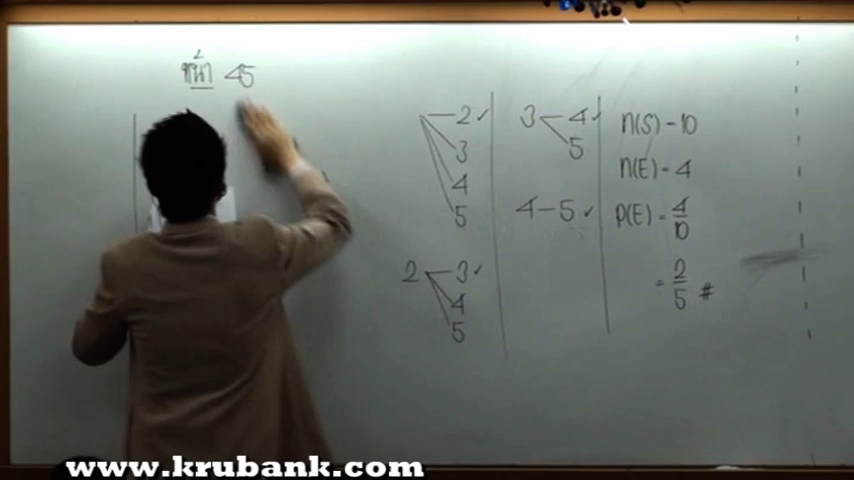 หน้า 45
2 ✓
3
4
5
2 3 ✓
4
5
3 4 ✓
5
4-5 ✓
n(S) = 10
n(E) = 4
P(E) = 4/10
= 2/5 #
www.krubank.com